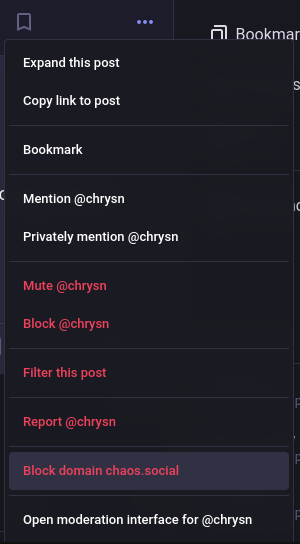 Bookmar
Expand this post
Copy link to post
Bookmark
Mention @chrysn
Privately mention @chrysn
Mute @chrysn
Block @chrysn
Filter this post
Report @chrysn
Block domain chaos.social
Open moderation interface for @chrysn